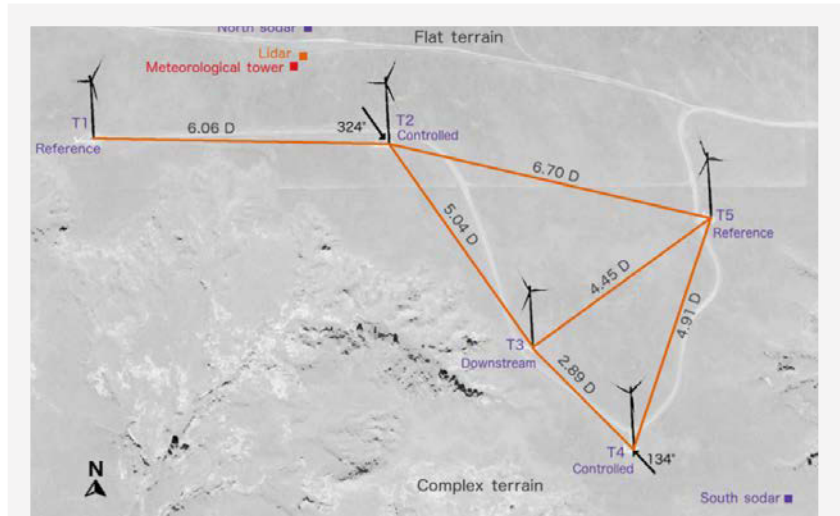 North sodar
Flat terrain
Lidar
Meteorological tower
T1
T2
324°
Controlled
6.06 D
Reference
6.70 D
T5
Reference
5.04 D
4.45 D
4.91 D
T3
Downstream
2.89 D
T4
134°
Controlled
N
Complex terrain
South sodar